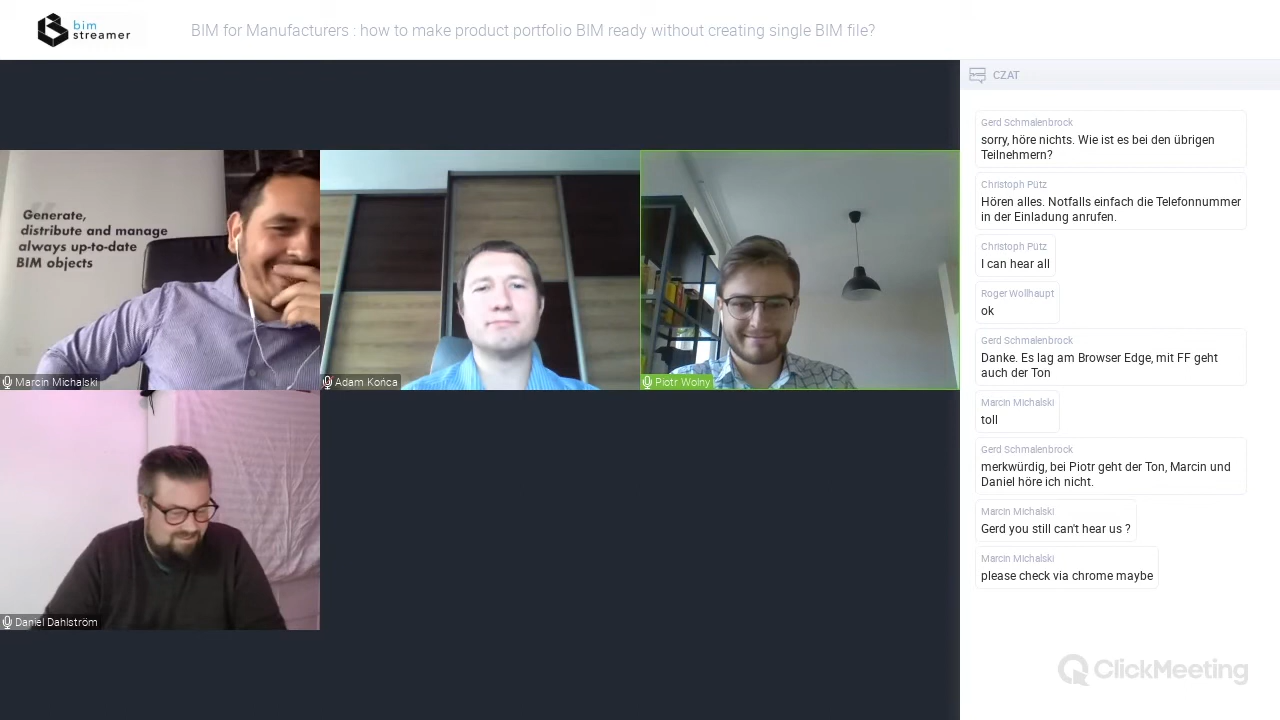 bim
streamer
BIM for Manufacturers : how to make product portfolio BIM ready without creating single BIM file?
CZAT
Generate,
distribute and manage
always up-to-date
BIM objects
Marcin Michalski
Adam Końca
Piotr Wolny
Daniel Dahlström
Gerd Schmalenbrock
sorry, höre nichts. Wie ist es bei den übrigen
Teilnehmern?
Christoph Pütz
Hören alles. Notfalls einfach die Telefonnummer
in der Einladung anrufen.
Christoph Pütz
I can hear all
Roger Wollhaupt
ok
Gerd Schmalenbrock
Danke. Es lag am Browser Edge, mit FF geht
auch der Ton
Marcin Michalski
toll
Gerd Schmalenbrock
merkwürdig, bei Piotr geht der Ton, Marcin und
Daniel höre ich nicht.
Marcin Michalski
Gerd you still can't hear us ?
Marcin Michalski
please check via chrome maybe
ClickMeeting